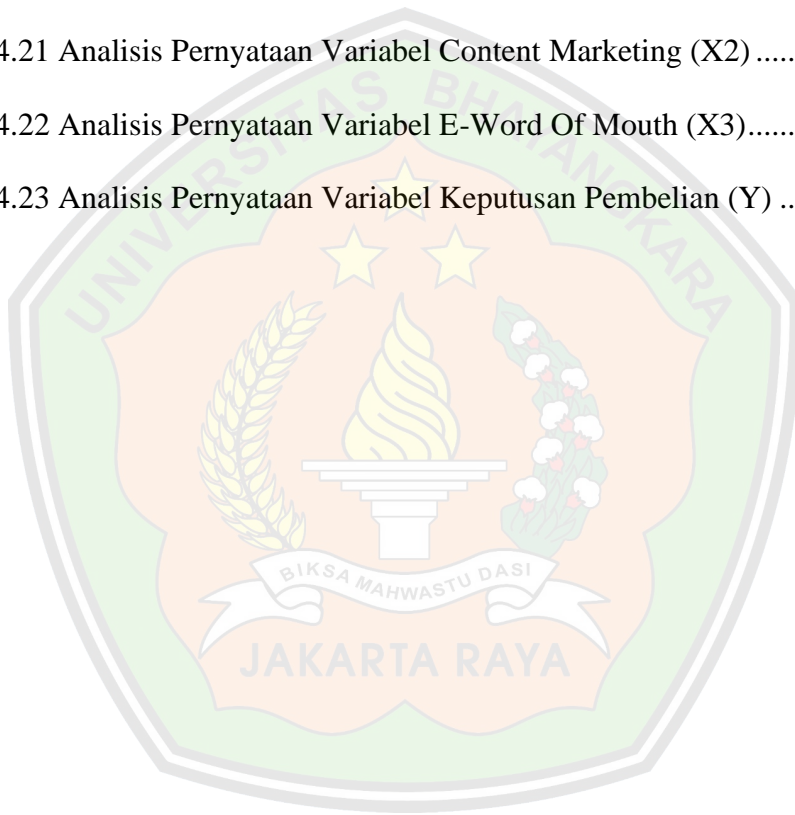 4.21 Analisis Pernyataan Variabel Content Marketing (X2) .....
4.22 Analisis Pernyataan Variabel E-Word Of Mouth (X3)......
4.23 Analisis Pernyataan Variabel Keputusan Pembelian (Y) ..
UNIVERSITAS BHAYANGKARA
BIKSA MAHWASTU DASI
JAKARTA RAYA